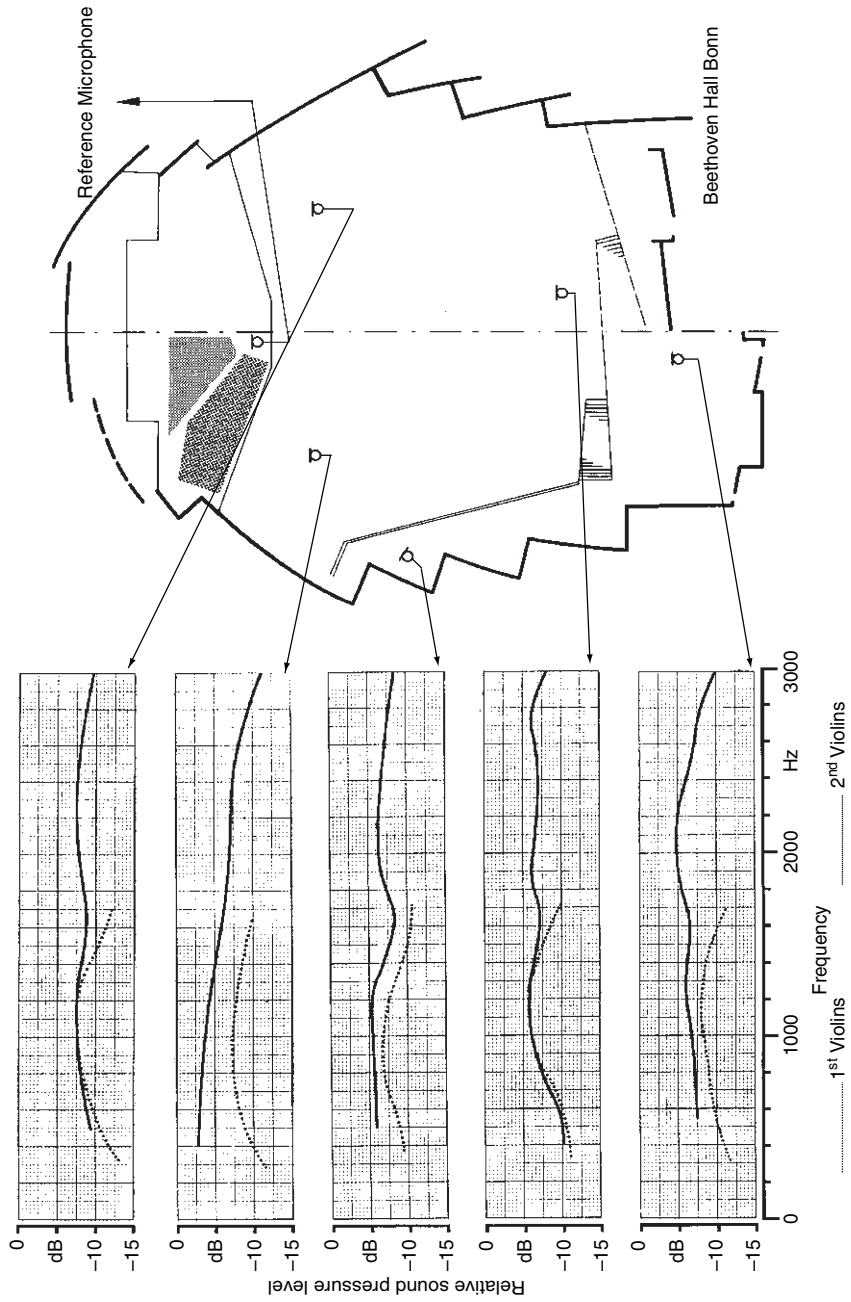 Reference Microphone
Beethoven Hall Bonn
Relative sound pressure level
0
dB
–10
–15
0
dB
–10
–15
0
dB
–10
–15
0
dB
–10
–15
0
dB
–10
–15
0 1000 2000 Hz 3000
Frequency
1st Violins 2nd Violins